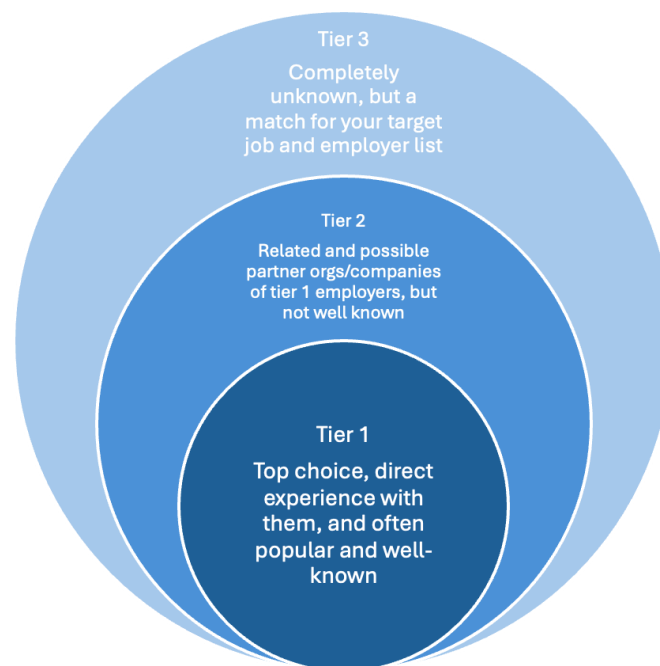 Tier 3
Completely
unknown, but a
match for your target
job and employer list
Tier 2
Related and possible
partner orgs/companies
of tier 1 employers, but
not well known
Tier 1
Top choice, direct
experience with
them, and often
popular and well-
known